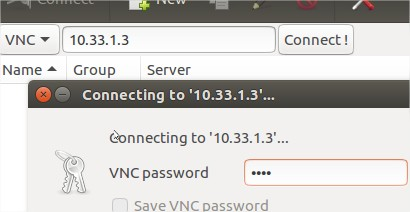 Connect New
VNC 10.33.1.3 Connect !
Name Group Server
Connecting to '10.33.1.3'...
Connecting to '10.33.1.3'...
VNC password ••••
Save VNC password